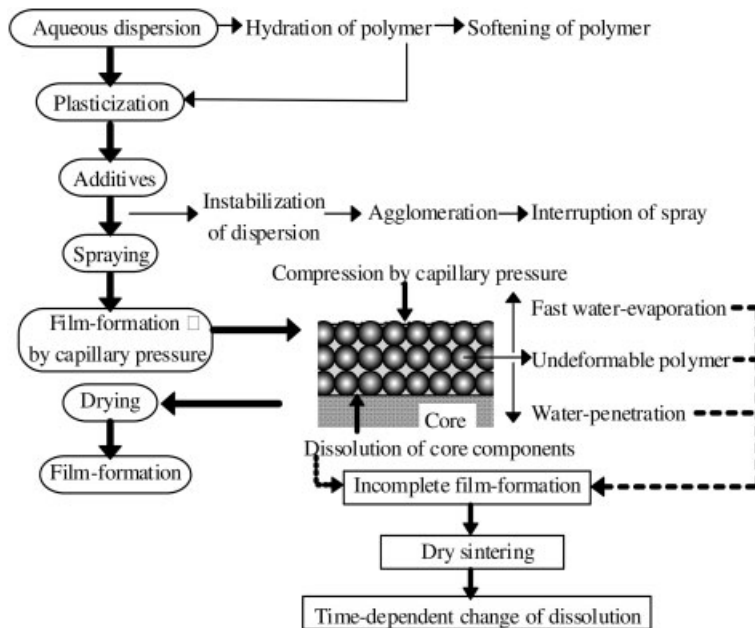 Aqueous dispersion
Hydration of polymer
Softening of polymer
Plasticization
Additives
Instabilization
of dispersion
Agglomeration
Interruption of spray
Spraying
Compression by capillary pressure
Film-formation □
by capillary pressure
Fast water-evaporation
Undeformable polymer
Drying
Core
Water-penetration
Dissolution of core components
Film-formation
Incomplete film-formation
Dry sintering
Time-dependent change of dissolution